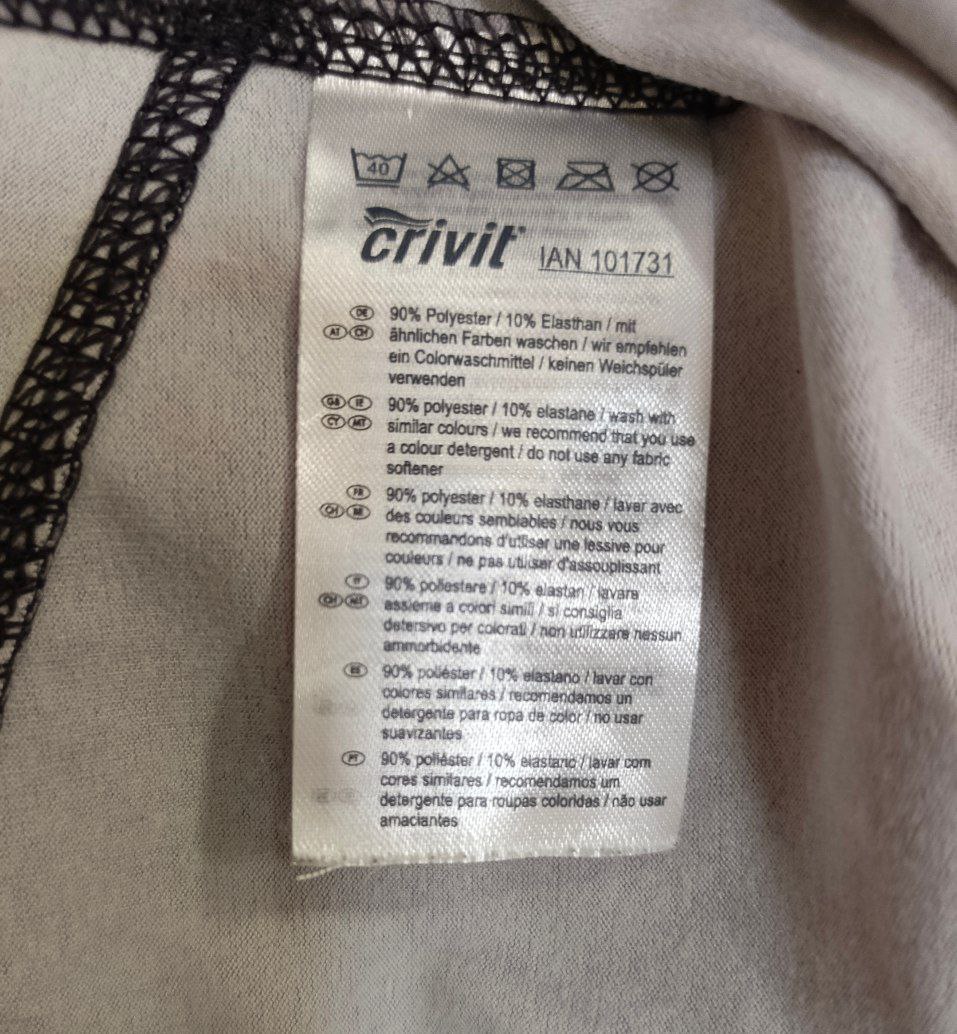 40
crivit IAN 101731
DE 90% Polyester / 10% Elasthan / mit
AT CH ähnlichen Farben waschen / wir empfehlen
ein Colorwaschmittel / keinen Weichspüler
verwenden
GB IE 90% polyester / 10% elastane / wash with
CY MT similar colours / we recommend that you use
a colour detergent / do not use any fabric
softener
FR 90% polyester / 10% elasthane / laver avec
CH BE des couleurs semblables / nous vous
recommandons d'utiliser une lessive pour
couleurs / ne pas utiliser d'assouplissant
IT 90% poliestere / 10% elastan / lavare
CH MT assieme a colori simili / si consiglia
detersivo per colorati / non utilizzare nessun
ammorbidente
ES 90% poliéster / 10% elastano / lavar con
colores similares / recomendamos un
detergente para ropa de color / no usar
suavizantes
PT 90% poliéster / 10% elastano / lavar com
cores similares / recomendamos um
detergente para roupas coloridas / não usar
amaciantes